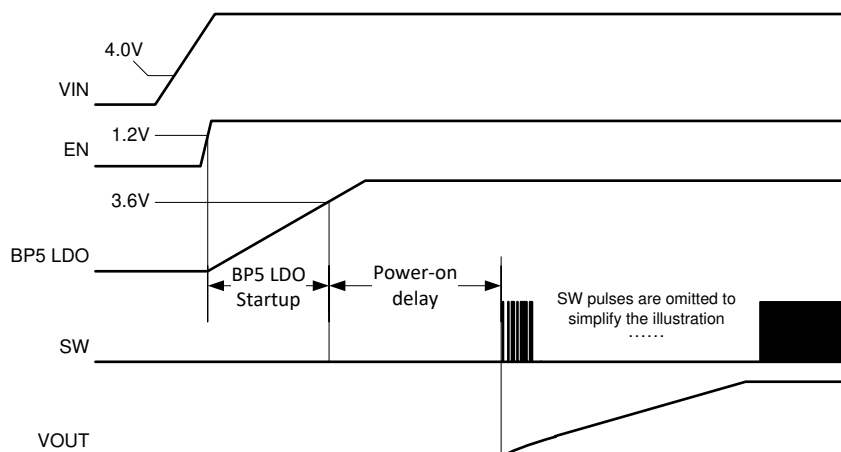 4.0V
VIN
1.2V
EN
3.6V
BP5 LDO
BP5 LDO
Startup
Power-on
delay
SW pulses are omitted to
simplify the illustration
......
SW
VOUT